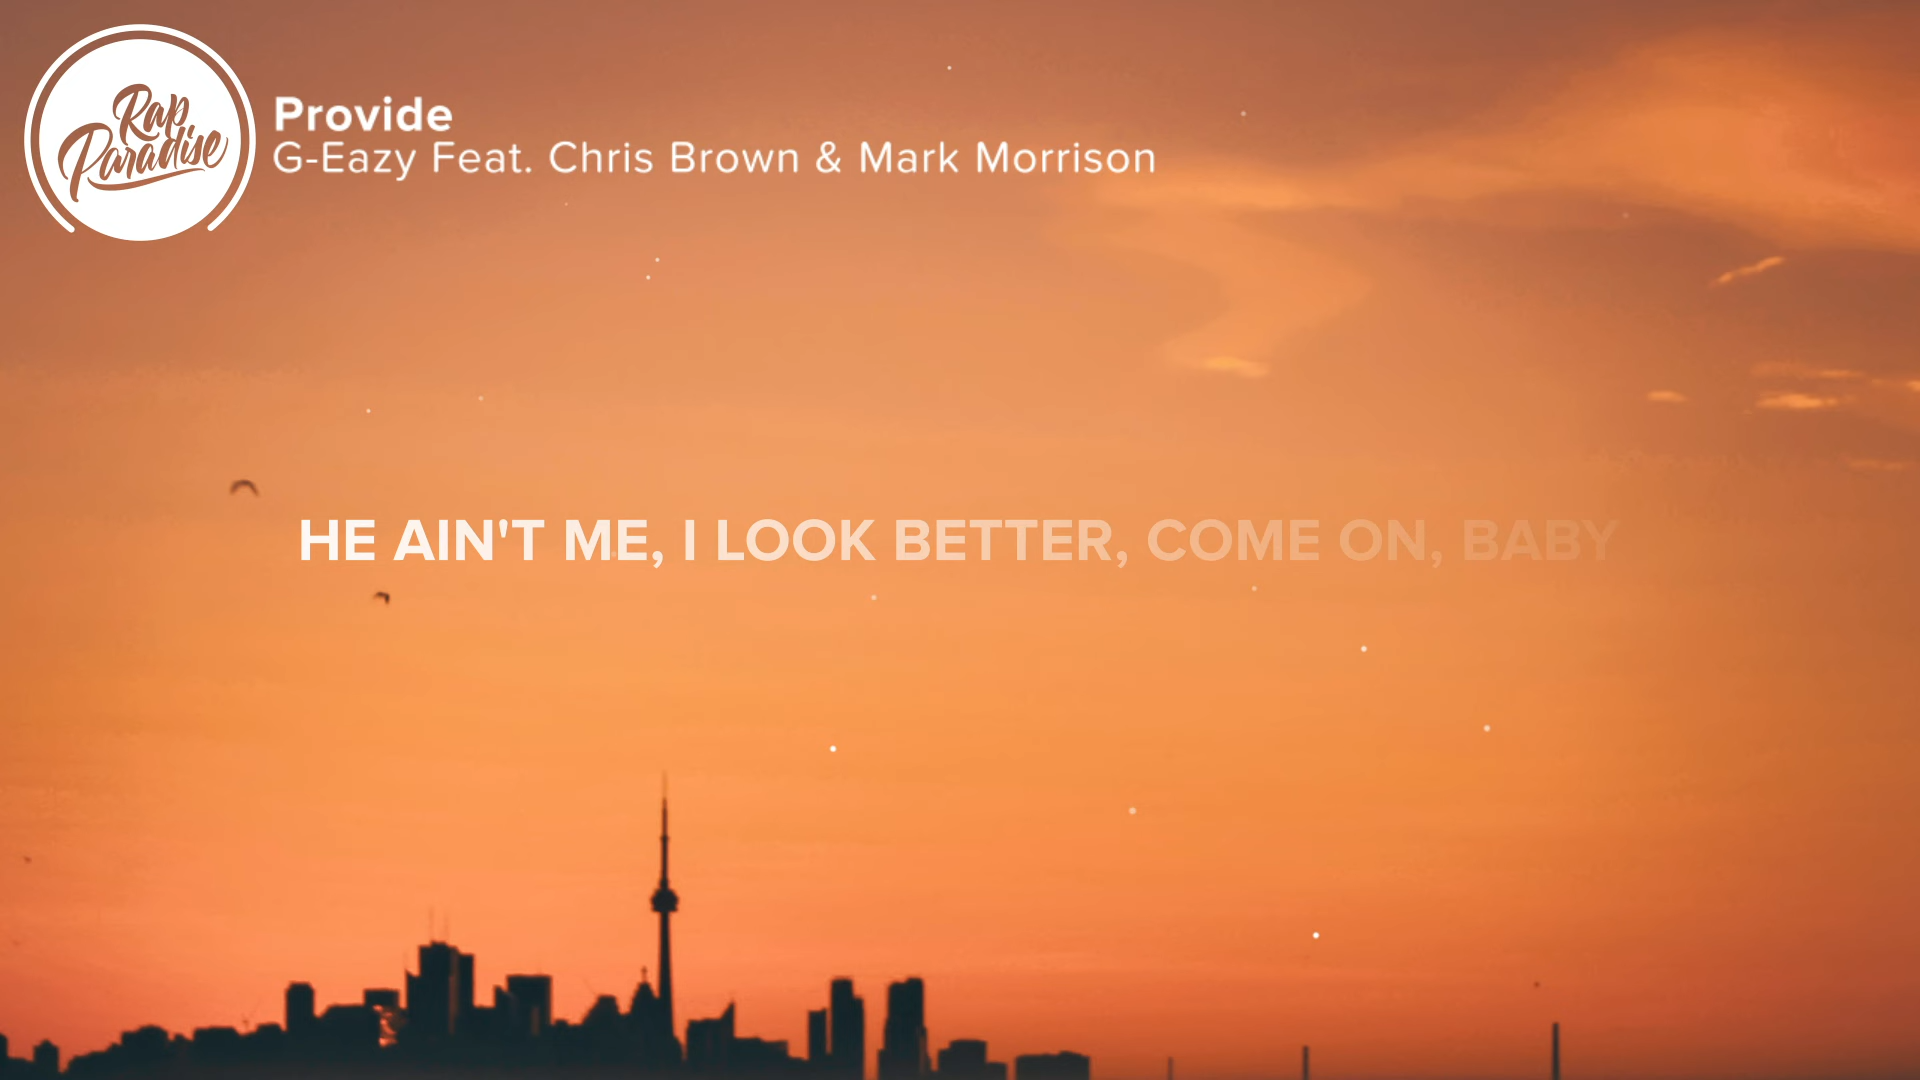 Rap
Paradise
Provide
G-Eazy Feat. Chris Brown & Mark Morrison
HE AIN'T ME, I LOOK BETTER, COME ON, BABY